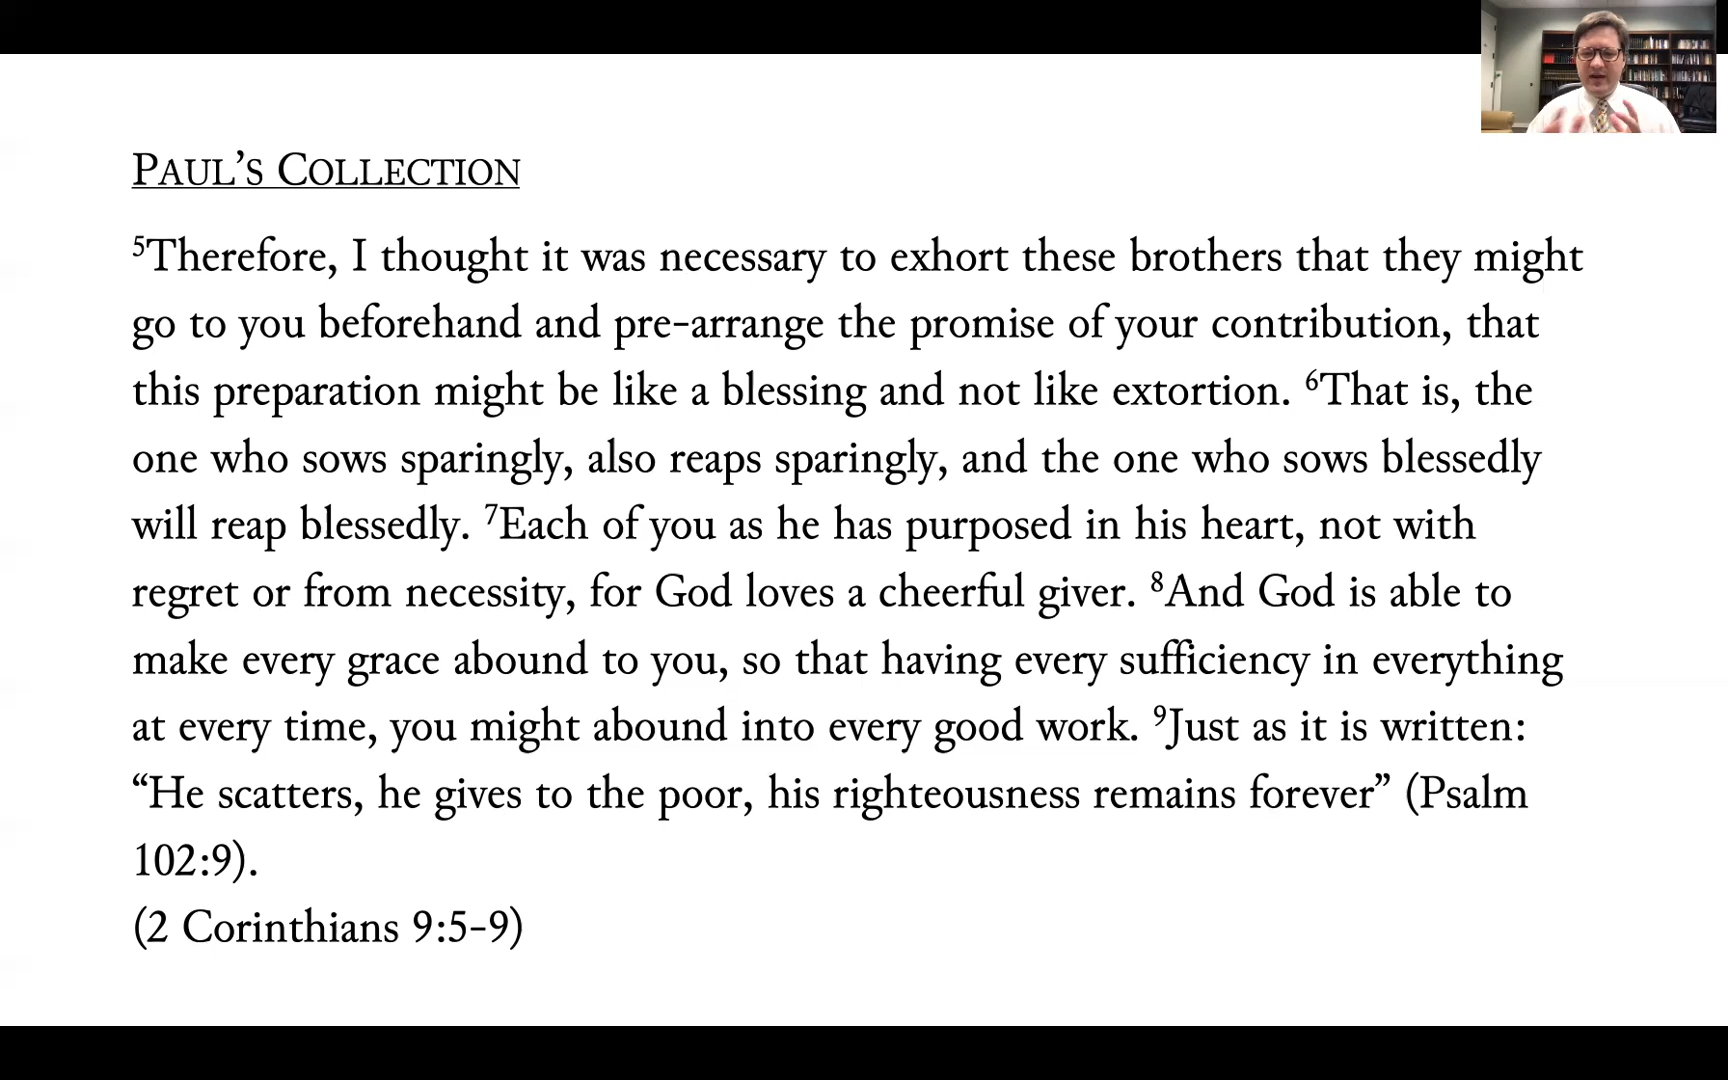 PAUL’S COLLECTION
⁵Therefore, I thought it was necessary to exhort these brothers that they might
go to you beforehand and pre-arrange the promise of your contribution, that
this preparation might be like a blessing and not like extortion. ⁶That is, the
one who sows sparingly, also reaps sparingly, and the one who sows blessedly
will reap blessedly. ⁷Each of you as he has purposed in his heart, not with
regret or from necessity, for God loves a cheerful giver. ⁸And God is able to
make every grace abound to you, so that having every sufficiency in everything
at every time, you might abound into every good work. ⁹Just as it is written:
“He scatters, he gives to the poor, his righteousness remains forever” (Psalm
102:9).
(2 Corinthians 9:5-9)